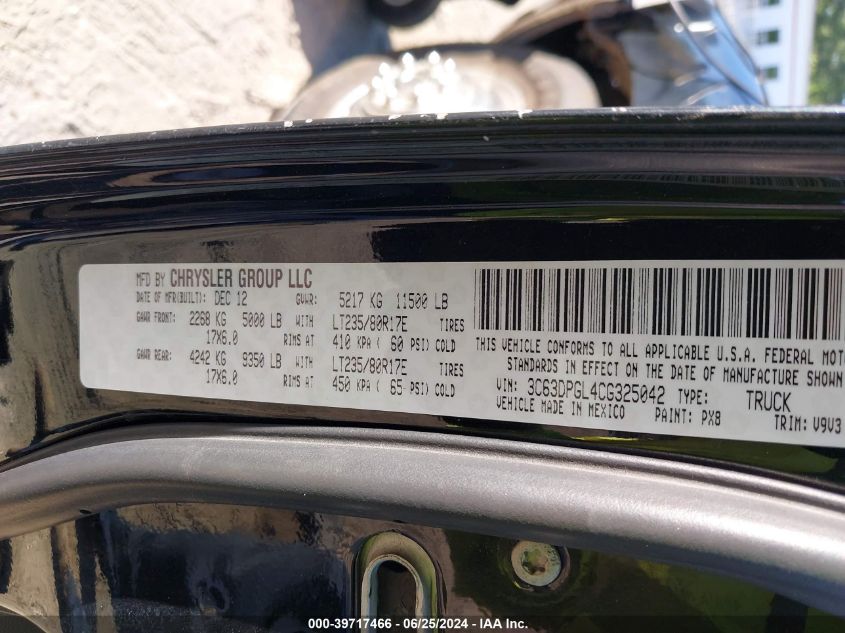 MFD BY CHRYSLER GROUP LLC
DATE OF MFR(BUILT): DEC 12 GVWR: 5217 KG 11500 LB
GAWR FRONT: 2268 KG 5000 LB WITH LT235/80R17E TIRES
17X6.0 RIMS AT 410 KPA ( 60 PSI) COLD
GAWR REAR: 4242 KG 9350 LB WITH LT235/80R17E TIRES
17X6.0 RIMS AT 450 KPA ( 65 PSI) COLD
THIS VEHICLE CONFORMS TO ALL APPLICABLE U.S.A. FEDERAL MOT
STANDARDS IN EFFECT ON THE DATE OF MANUFACTURE SHOWN
VIN: 3C63DPGL4CG325042 TYPE: TRUCK
VEHICLE MADE IN MEXICO PAINT: PX8 TRIM: V9V3
000-39717466 - 06/25/2024 - IAA Inc.